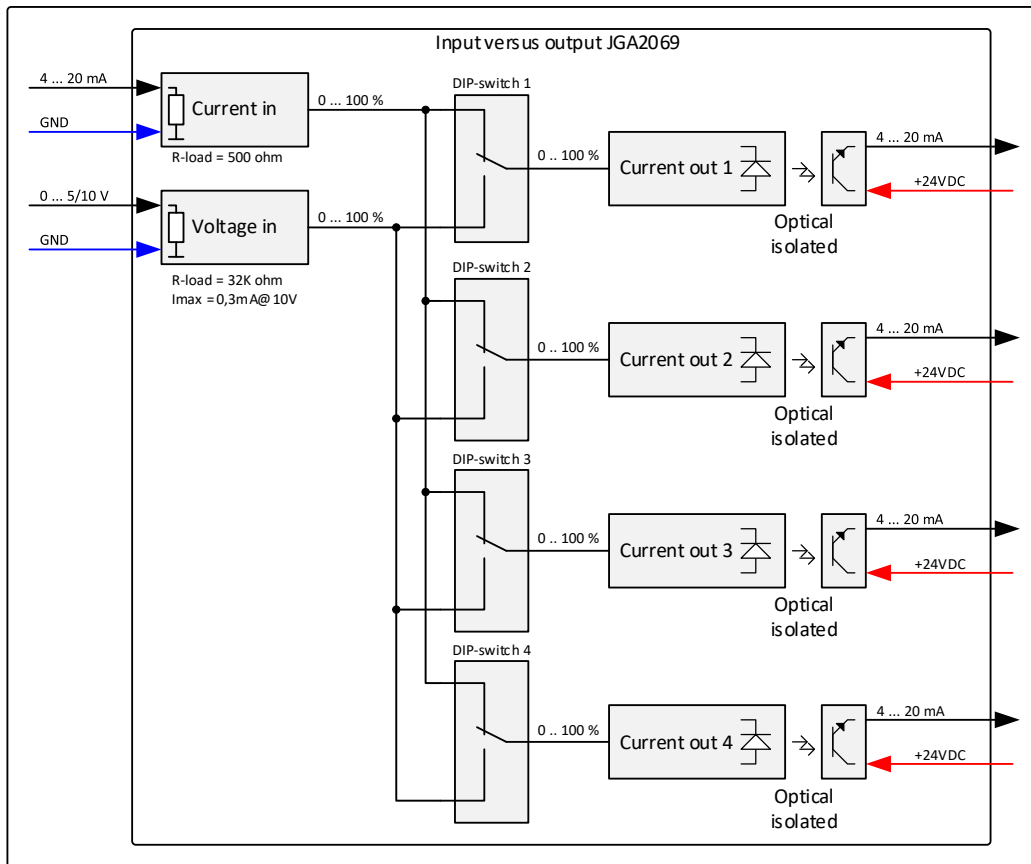 Input versus output JGA2069
4 ... 20 mA
GND
Current in
R-load = 500 ohm
0 ... 100 %
0 ... 5/10 V
GND
Voltage in
R-load = 32K ohm
Imax = 0,3mA@ 10V
0 ... 100 %
DIP-switch 1
0 .. 100 %
Current out 1
Optical
isolated
4 ... 20 mA
+24VDC
DIP-switch 2
0 .. 100 %
Current out 2
Optical
isolated
4 ... 20 mA
+24VDC
DIP-switch 3
0 .. 100 %
Current out 3
Optical
isolated
4 ... 20 mA
+24VDC
DIP-switch 4
0 .. 100 %
Current out 4
Optical
isolated
4 ... 20 mA
+24VDC